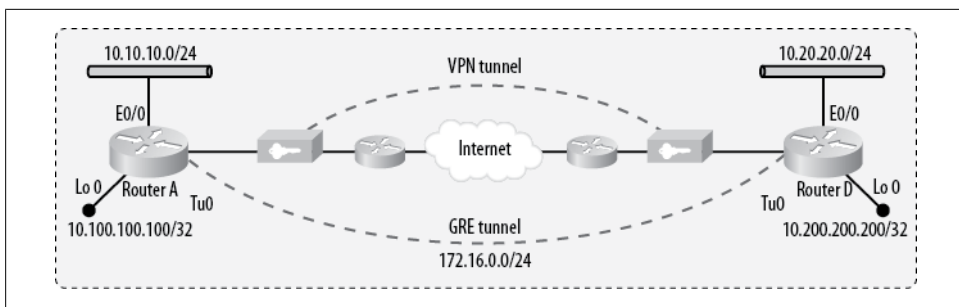 10.10.10.0/24
10.20.20.0/24
VPN tunnel
E0/0
E0/0
Internet
Lo 0
Router A
Router D
Lo 0
Tu0
Tu0
10.100.100.100/32
GRE tunnel
10.200.200.200/32
172.16.0.0/24